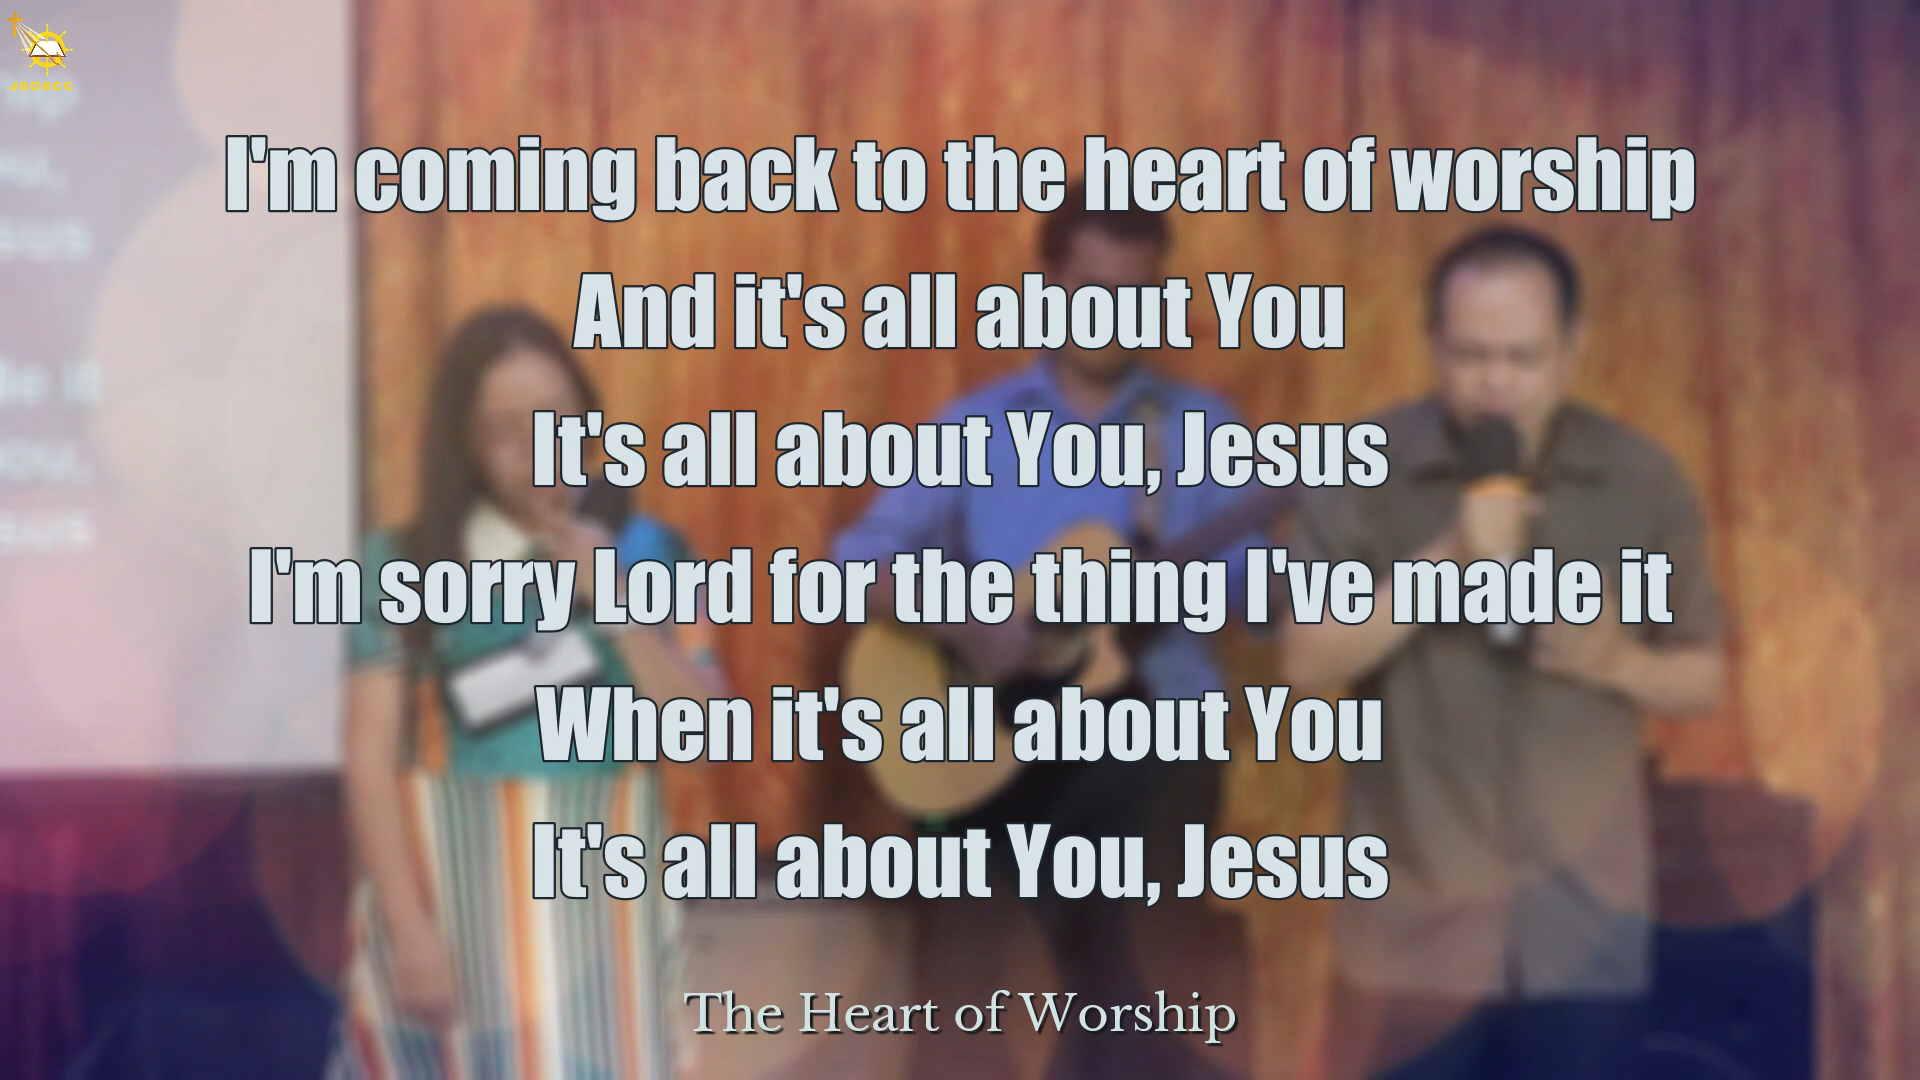 JSOSCC
I'm coming back to the heart of worship
And it's all about You
It's all about You, Jesus
I'm sorry Lord for the thing I've made it
When it's all about You
It's all about You, Jesus
The Heart of Worship